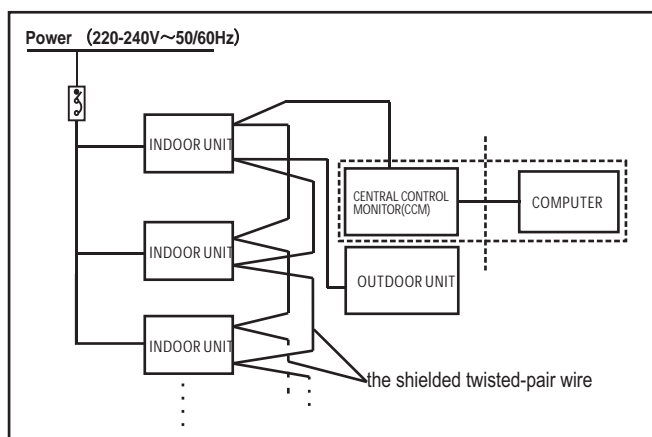 Power (220-240V～50/60Hz)
INDOOR UNIT
CENTRAL CONTROL
MONITOR(CCM)
COMPUTER
INDOOR UNIT
OUTDOOR UNIT
INDOOR UNIT
the shielded twisted-pair wire